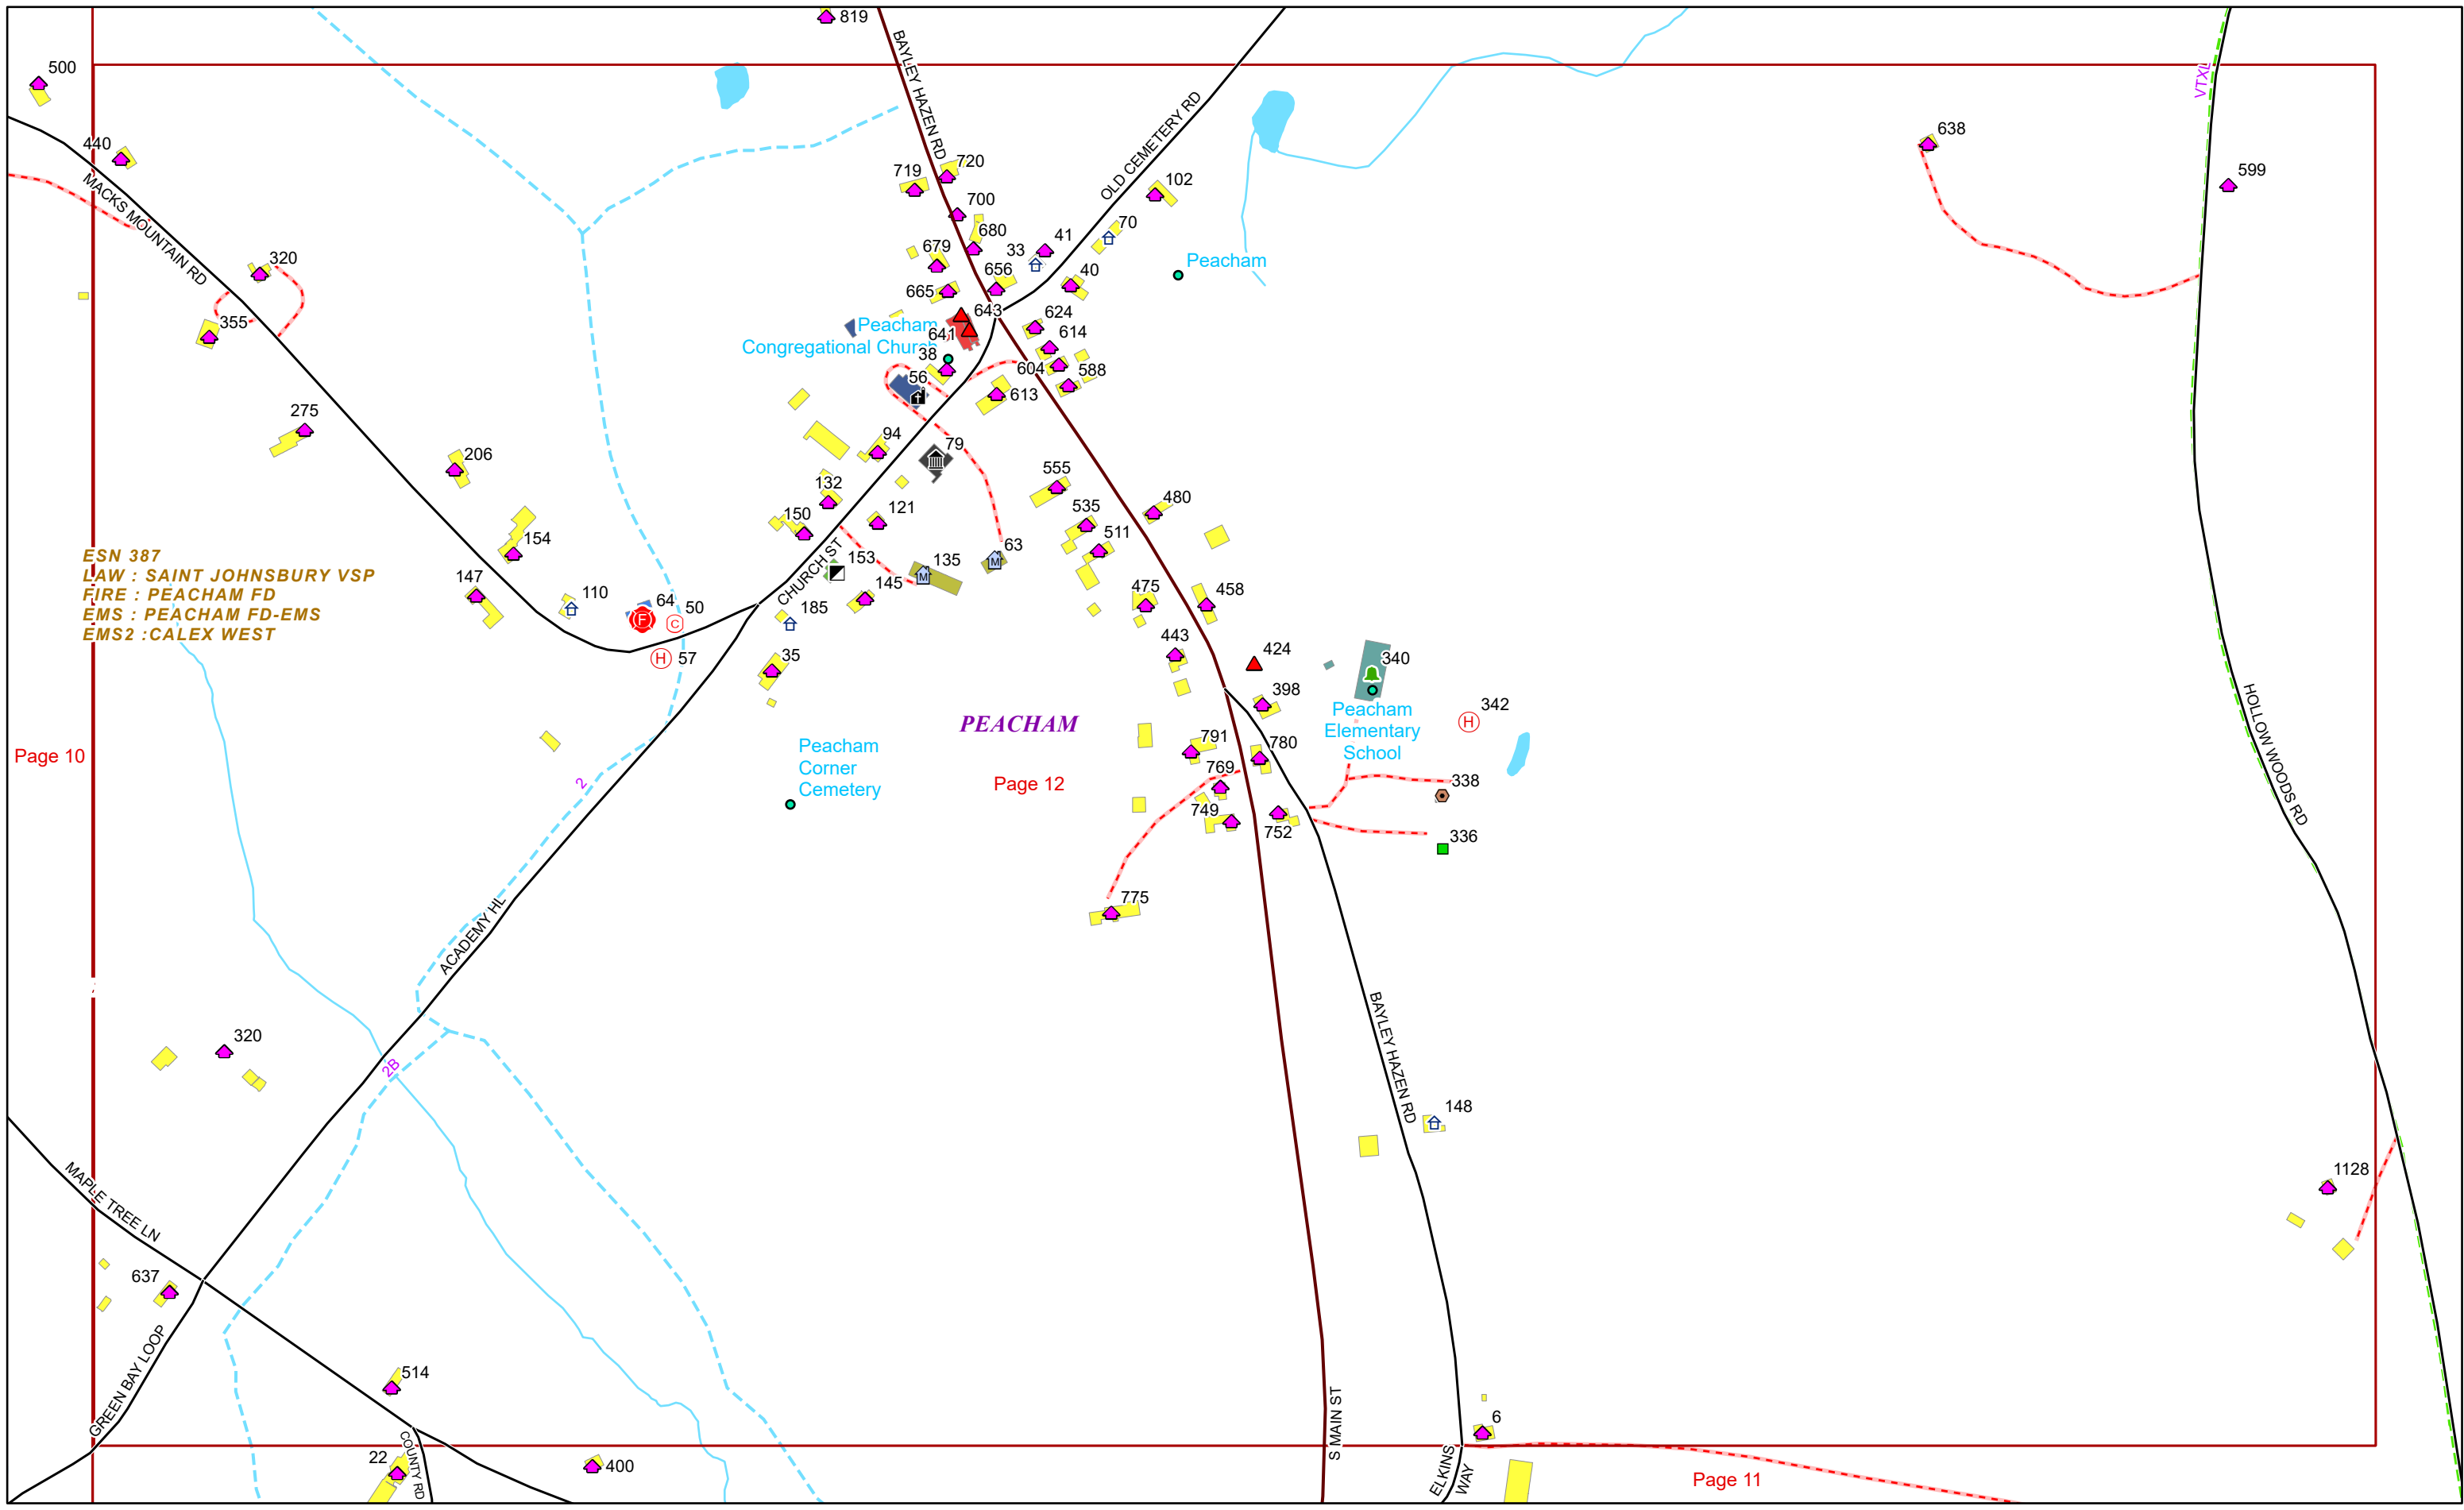 819
500
BAYLEY HAZEN RD
VTXL
440
OLD CEMETERY RD
638
MACKS MOUNTAIN RD
719
720
102
599
700
70
680
33
41
679
Peacham
320
656
40
665
355
643
624
Peacham
Congregational Church
641
614
38
604
588
56
613
275
94
79
206
555
132
480
121
535
150
511
154
63
ESN 387
LAW : SAINT JOHNSBURY VSP
FIRE : PEACHAM FD
EMS : PEACHAM FD-EMS
EMS2 :CALEX WEST
CHURCH ST
153
135
M
M
147
145
475
458
110
64
50
F
C
185
H
57
35
443
424
340
398
342
H
PEACHAM
Peacham
Elementary
School
HOLLOW WOODS RD
791
780
Page 10
Peacham
Corner
Cemetery
769
Page 12
338
2
749
752
336
775
ACADEMY HL
BAYLEY HAZEN RD
320
2B
148
MAPLE TREE LN
1128
637
GREEN BAY LOOP
514
S MAIN ST
6
COUNTY RD
22
400
ELKINS
WAY
Page 11